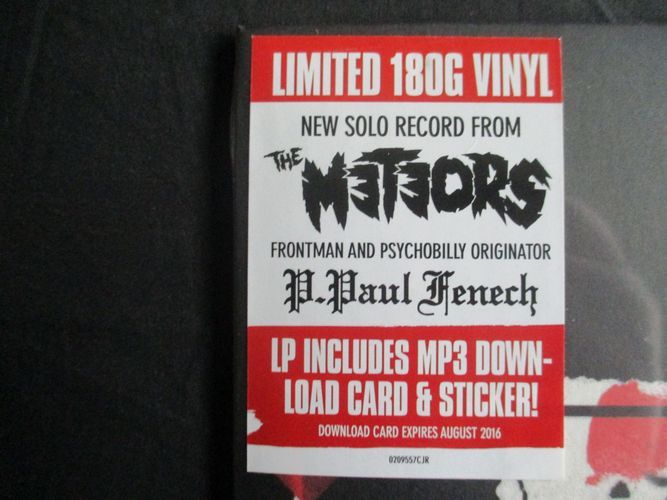 LIMITED 180G VINYL
NEW SOLO RECORD FROM
THE METEORS
FRONTMAN AND PSYCHOBILLY ORIGINATOR
P.Paul Fenech
LP INCLUDES MP3 DOWN-
LOAD CARD & STICKER!
DOWNLOAD CARD EXPIRES AUGUST 2016
0209557CJR